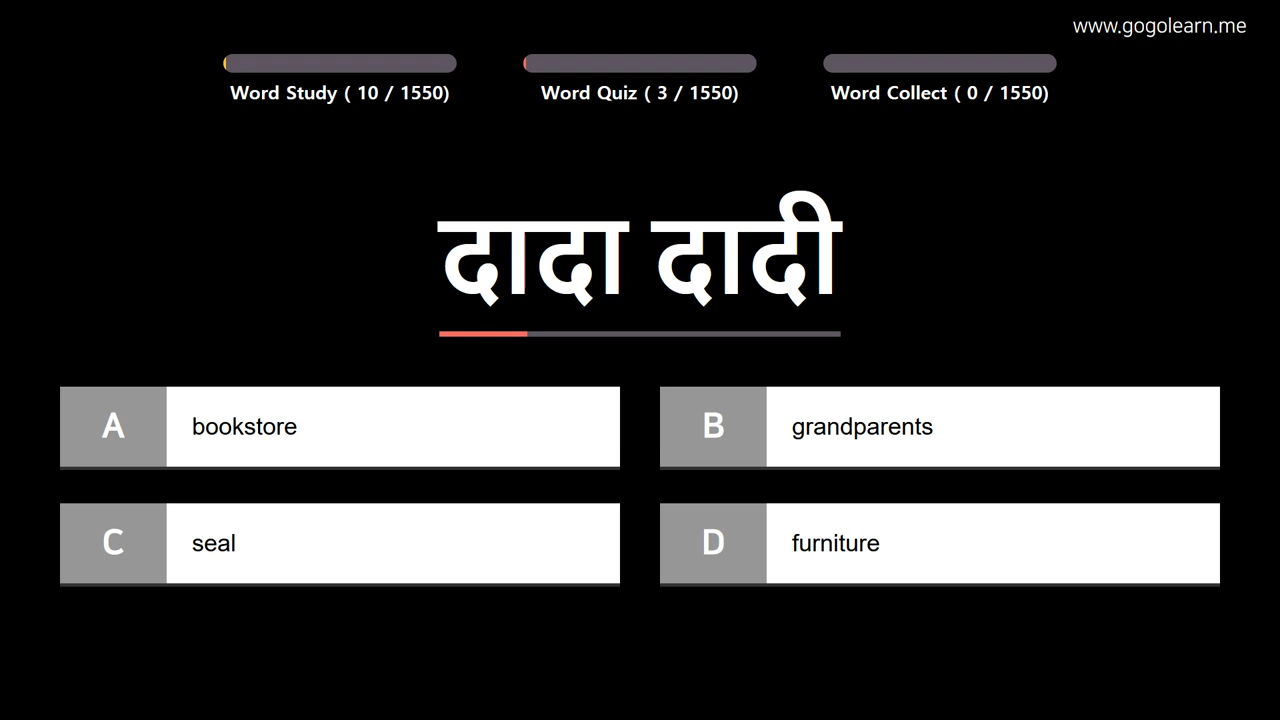 www.gogolearn.me
Word Study ( 10 / 1550)
Word Quiz ( 3 / 1550)
Word Collect ( 0 / 1550)
दादा दादी
A bookstore
B grandparents
C seal
D furniture